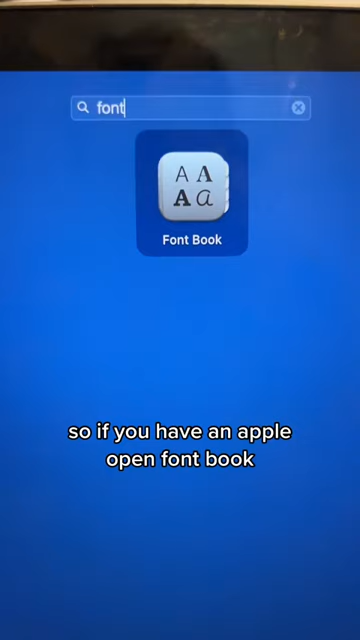 font
A A
A a
Font Book
so if you have an apple
open font book